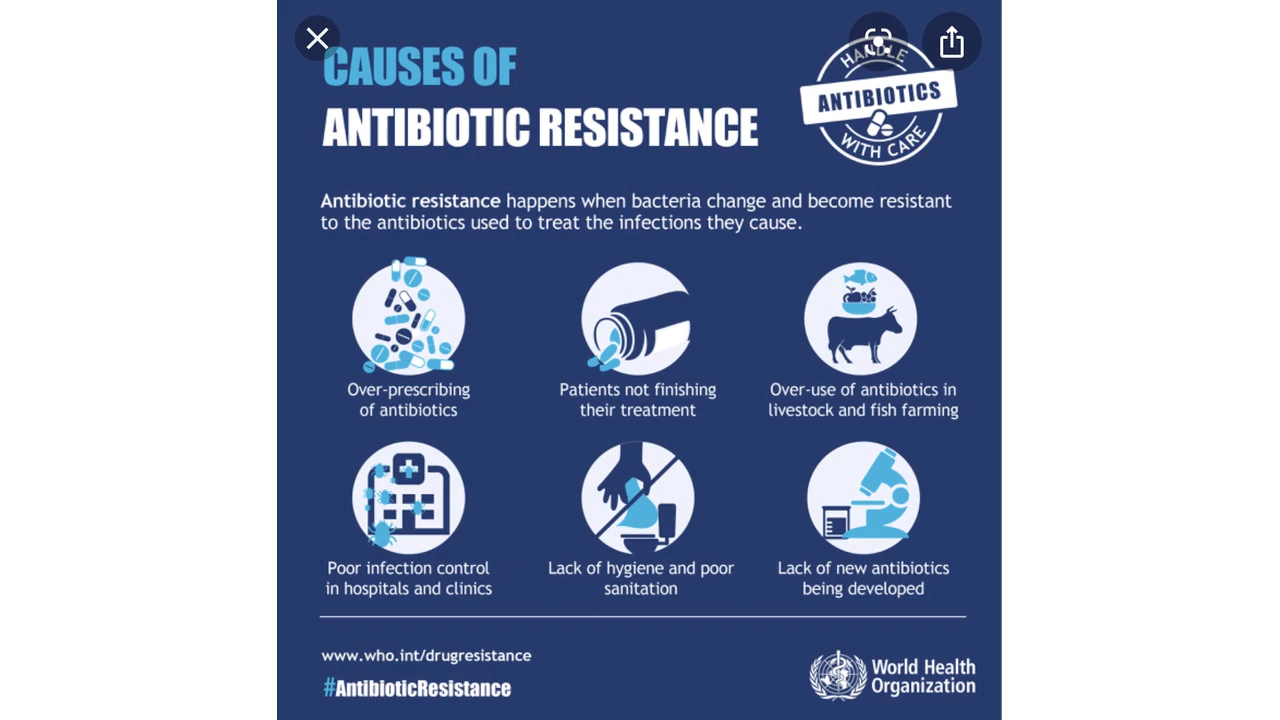 CAUSES OF
ANTIBIOTIC RESISTANCE
HANDLE
ANTIBIOTICS
WITH CARE
Antibiotic resistance happens when bacteria change and become resistant
to the antibiotics used to treat the infections they cause.
Over-prescribing
of antibiotics
Patients not finishing
their treatment
Over-use of antibiotics in
livestock and fish farming
Poor infection control
in hospitals and clinics
Lack of hygiene and poor
sanitation
Lack of new antibiotics
being developed
www.who.int/drugresistance
#AntibioticResistance
World Health
Organization